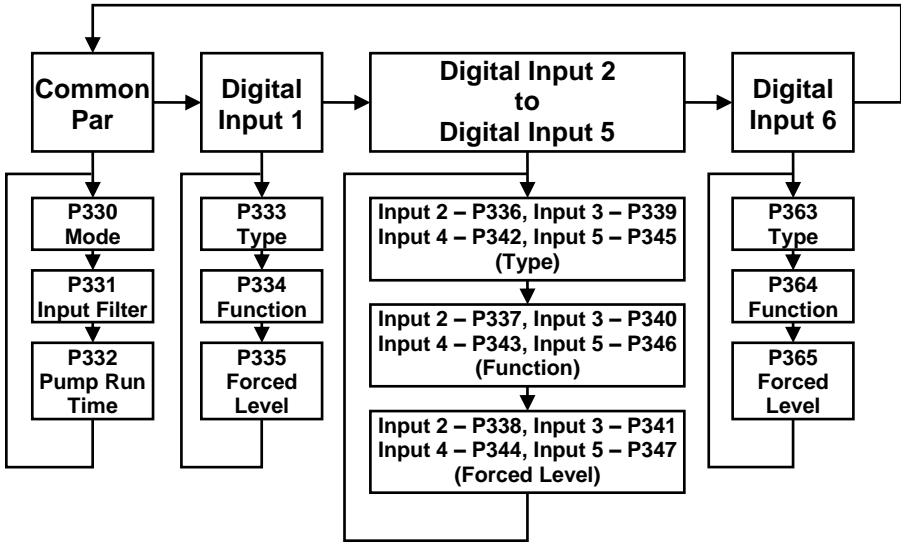 Common
Par
Digital
Input 1
Digital Input 2
to
Digital Input 5
Digital
Input 6
P330
Mode
P331
Input Filter
P332
Pump Run
Time
P333
Type
P334
Function
P335
Forced
Level
Input 2 – P336, Input 3 – P339
Input 4 – P342, Input 5 – P345
(Type)
Input 2 – P337, Input 3 – P340
Input 4 – P343, Input 5 – P346
(Function)
Input 2 – P338, Input 3 – P341
Input 4 – P344, Input 5 – P347
(Forced Level)
P363
Type
P364
Function
P365
Forced
Level